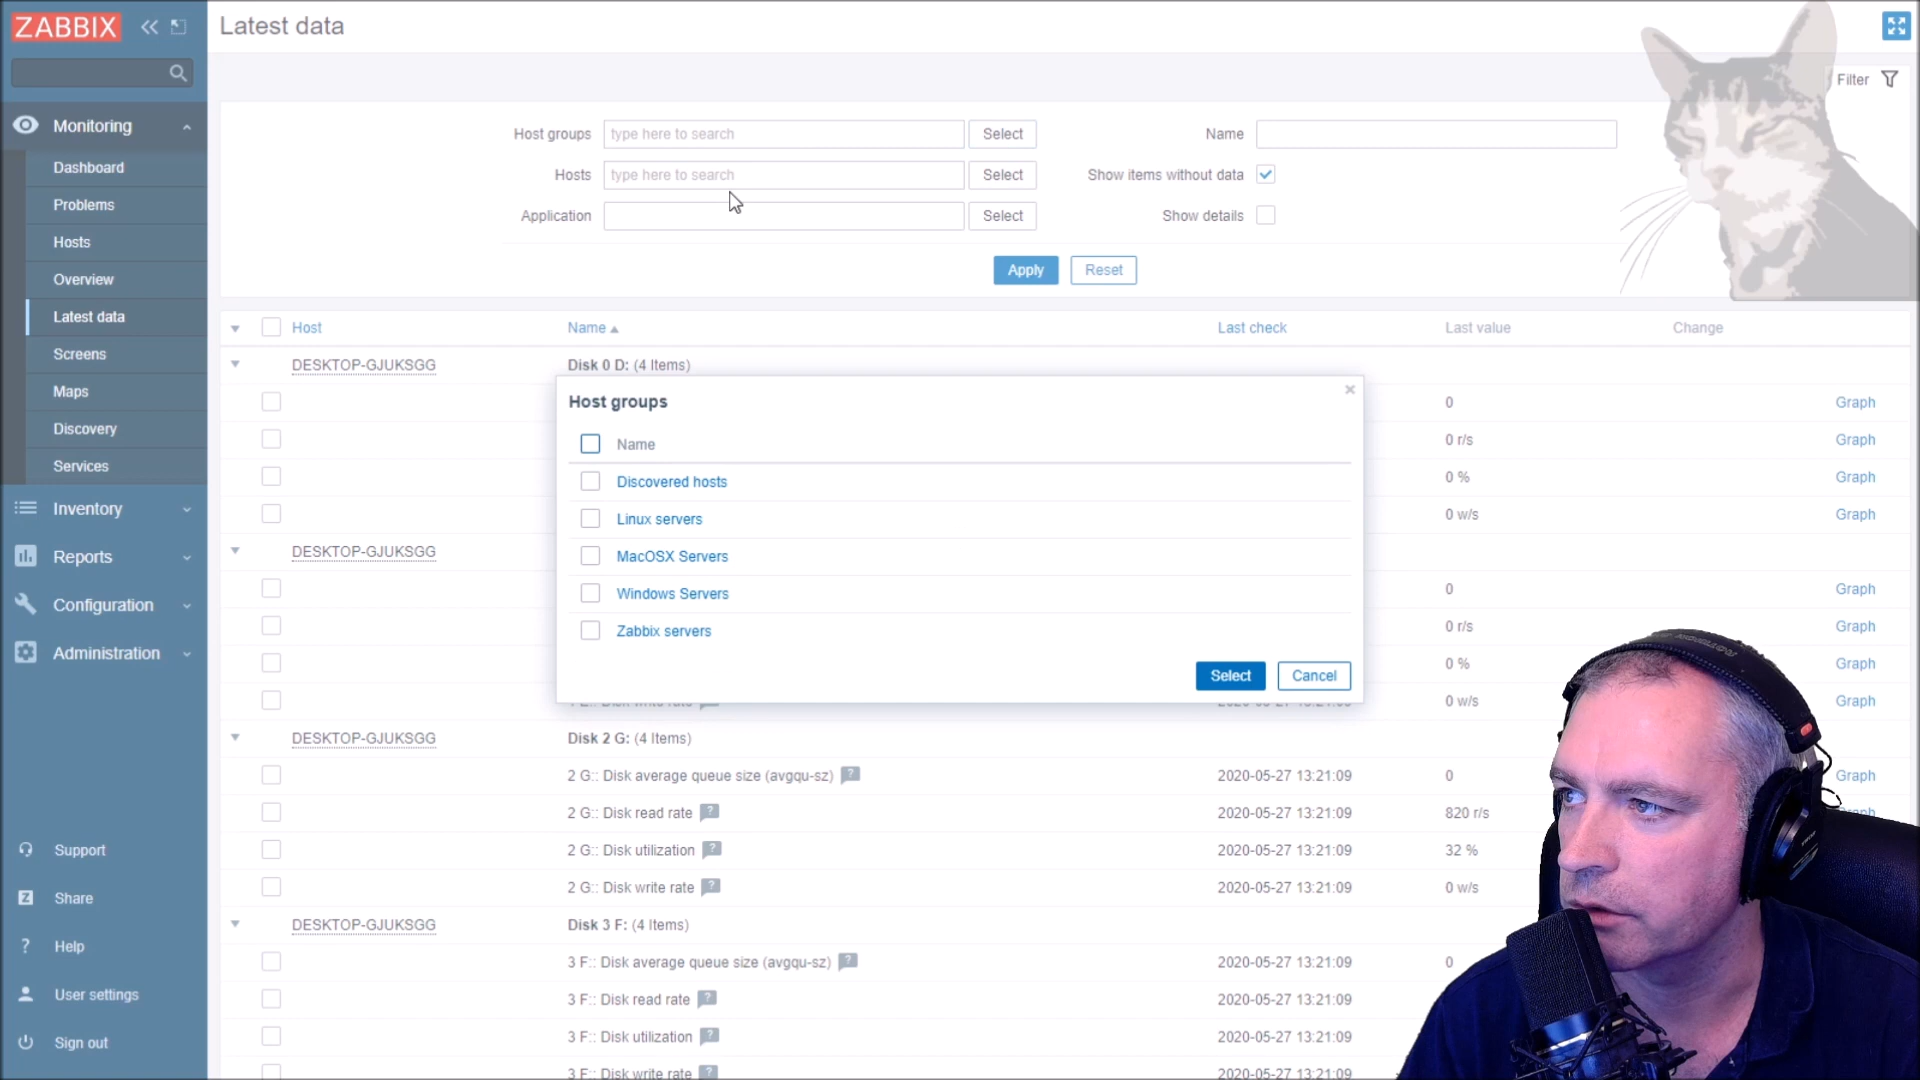 ZABBIX
Latest data
Filter
Monitoring
Dashboard
Problems
Hosts
Overview
Latest data
Screens
Maps
Discovery
Services
Inventory
Reports
Configuration
Administration
Support
Share
Help
User settings
Sign out
Host groups type here to search Select Name
Hosts type here to search Select Show items without data
Application Select Show details
Apply Reset
Host Name Last check Last value Change
DESKTOP-GJUKSGG Disk 0 D: (4 Items)
0 Graph
0 r/s Graph
0 % Graph
0 w/s Graph
DESKTOP-GJUKSGG
0 Graph
0 r/s Graph
0 % Graph
0 w/s Graph
Host groups
Name
Discovered hosts
Linux servers
MacOSX Servers
Windows Servers
Zabbix servers
Select Cancel
DESKTOP-GJUKSGG Disk 2 G: (4 Items)
2 G:: Disk average queue size (avgqu-sz) 2020-05-27 13:21:09 0 Graph
2 G:: Disk read rate 2020-05-27 13:21:09 820 r/s
2 G:: Disk utilization 2020-05-27 13:21:09 32 %
2 G:: Disk write rate 2020-05-27 13:21:09 0 w/s
DESKTOP-GJUKSGG Disk 3 F: (4 Items)
3 F:: Disk average queue size (avgqu-sz) 2020-05-27 13:21:09 0
3 F:: Disk read rate 2020-05-27 13:21:09
3 F:: Disk utilization 2020-05-27 13:21:09
3 F:: Disk write rate 2020-05-27 13:21:09